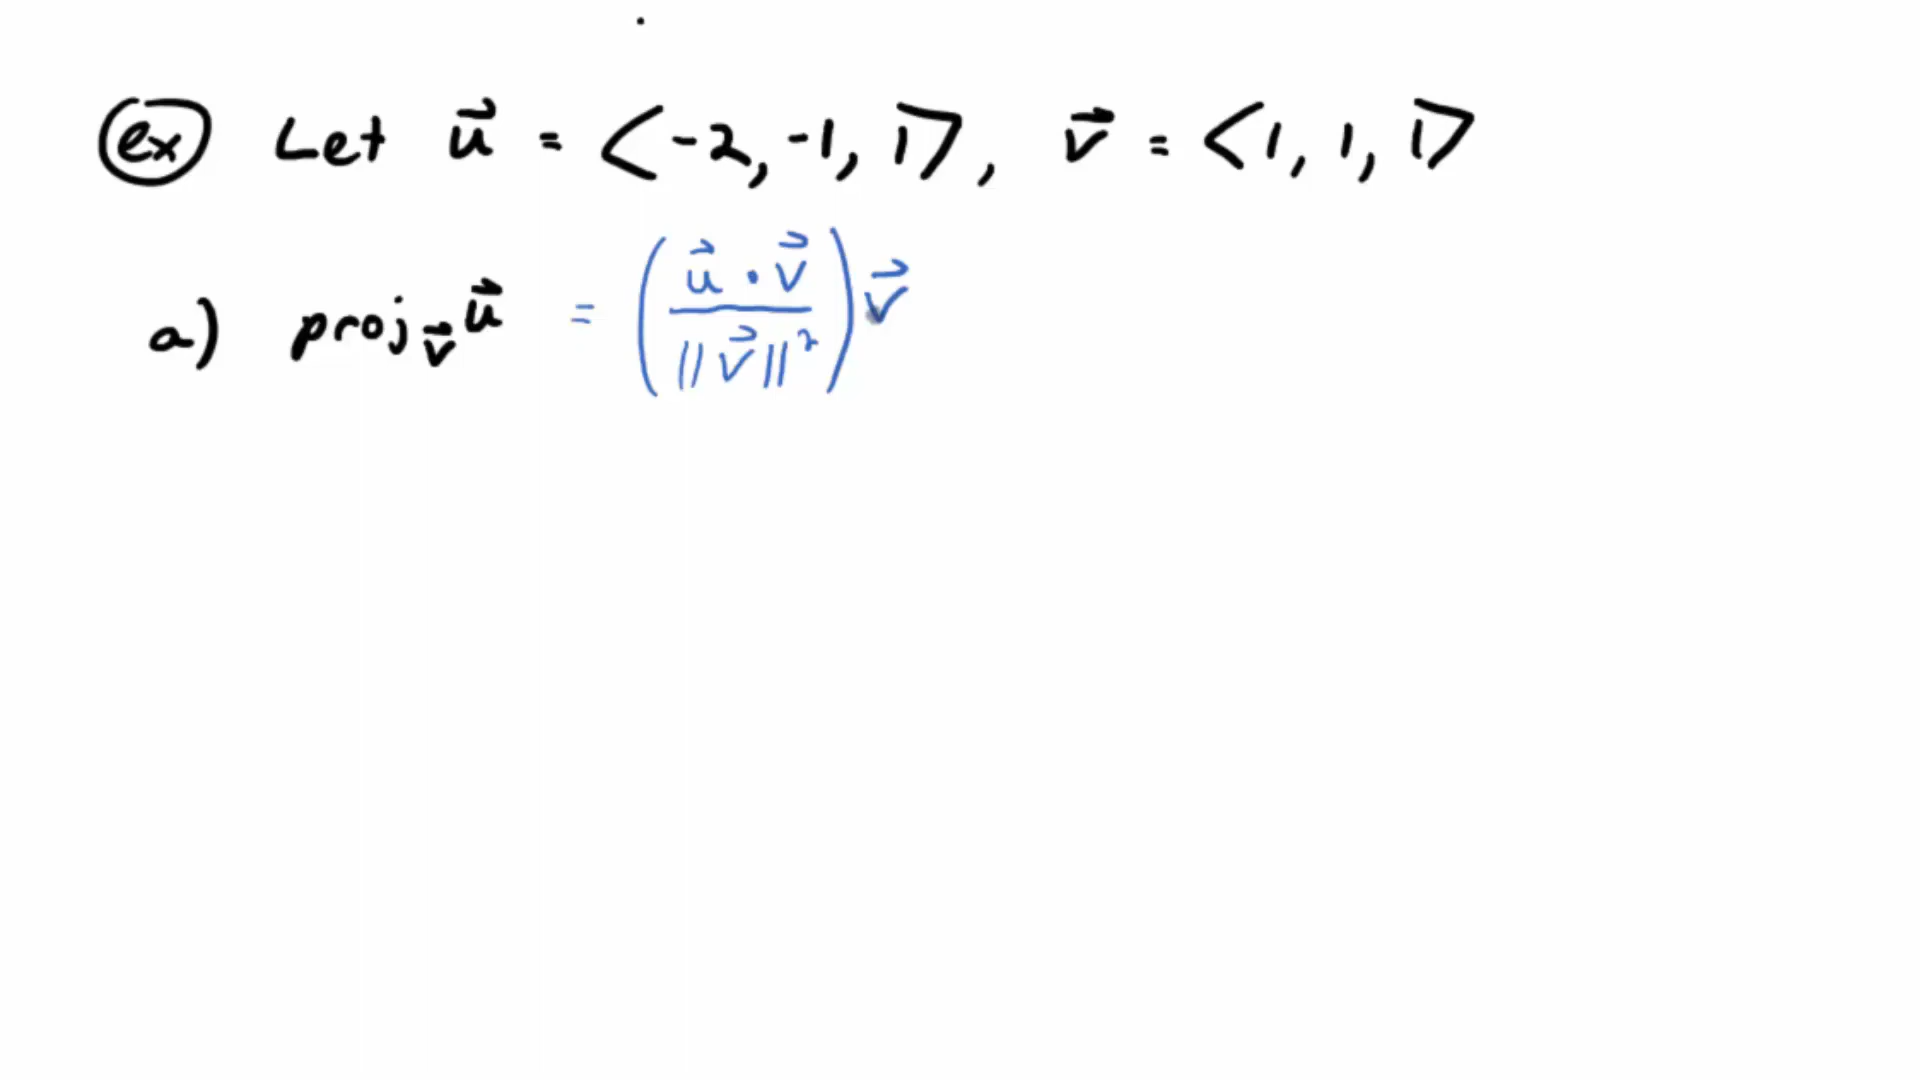 ex Let u⃗ = <-2, -1, 1>, v⃗ = <1, 1, 1>
a) proj_v⃗ u⃗ = (u⃗ · v⃗ / ||v⃗||²) v⃗